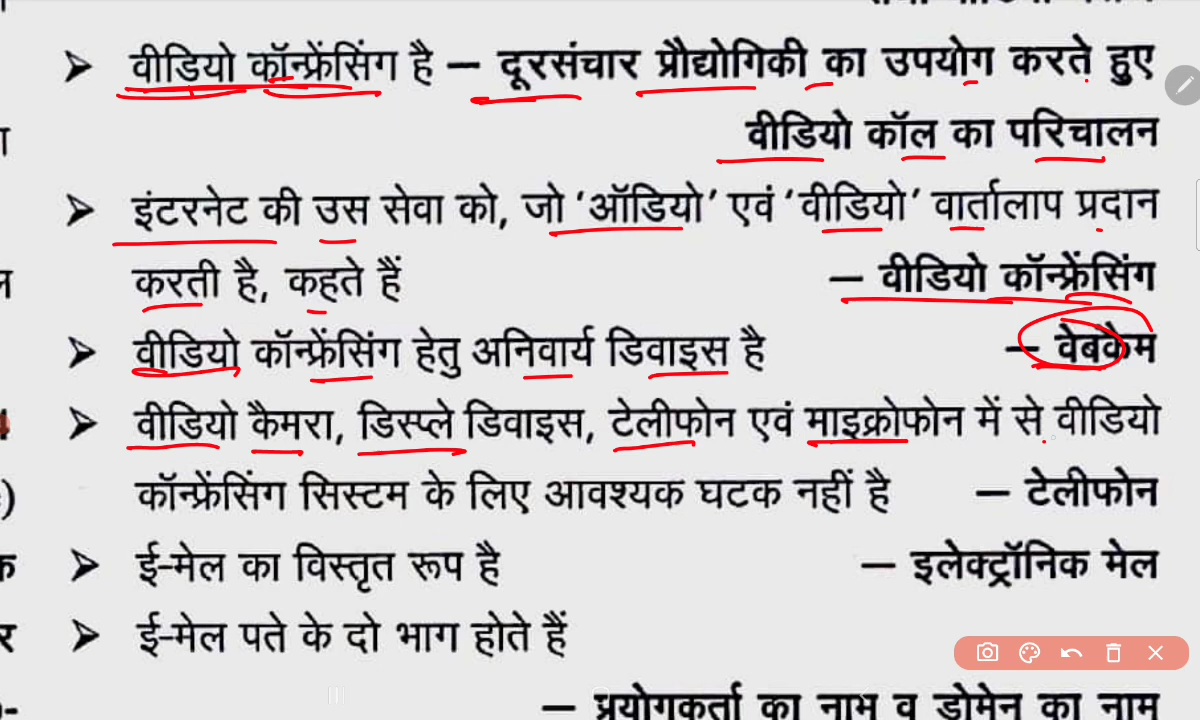 ➤ वीडियो कॉन्फ्रेंसिंग है — दूरसंचार प्रौद्योगिकी का उपयोग करते हुए
वीडियो कॉल का परिचालन
➤ इंटरनेट की उस सेवा को, जो ‘ऑडियो’ एवं ‘वीडियो’ वार्तालाप प्रदान
करती है, कहते हैं — वीडियो कॉन्फ्रेंसिंग
➤ वीडियो कॉन्फ्रेंसिंग हेतु अनिवार्य डिवाइस है — वेबकेम
➤ वीडियो कैमरा, डिस्प्ले डिवाइस, टेलीफोन एवं माइक्रोफोन में से वीडियो
कॉन्फ्रेंसिंग सिस्टम के लिए आवश्यक घटक नहीं है — टेलीफोन
➤ ई-मेल का विस्तृत रूप है — इलेक्ट्रॉनिक मेल
➤ ई-मेल पते के दो भाग होते हैं
— प्रयोगकर्ता का नाम व डोमेन का नाम